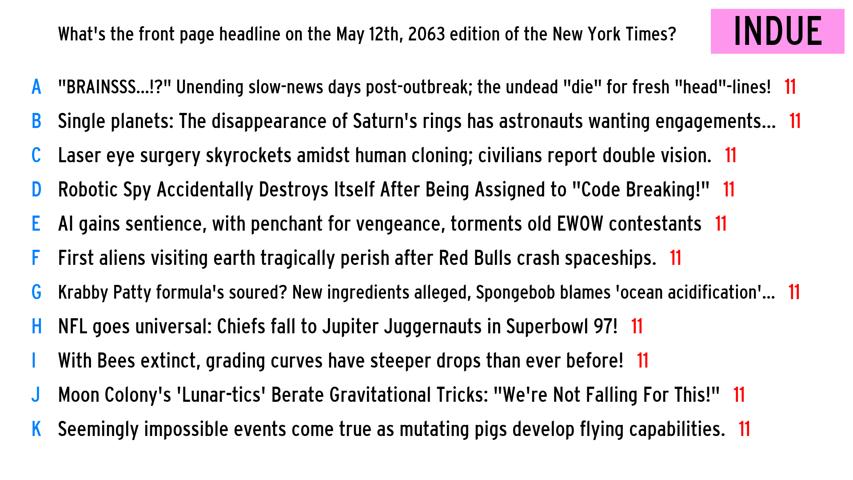 What's the front page headline on the May 12th, 2063 edition of the New York Times? INDUE
A "BRAINSSS...!?" Unending slow-news days post-outbreak; the undead "die" for fresh "head"-lines! 11
B Single planets: The disappearance of Saturn's rings has astronauts wanting engagements... 11
C Laser eye surgery skyrockets amidst human cloning; civilians report double vision. 11
D Robotic Spy Accidentally Destroys Itself After Being Assigned to "Code Breaking!" 11
E AI gains sentience, with penchant for vengeance, torments old EWOW contestants 11
F First aliens visiting earth tragically perish after Red Bulls crash spaceships. 11
G Krabby Patty formula's soured? New ingredients alleged, Spongebob blames 'ocean acidification'... 11
H NFL goes universal: Chiefs fall to Jupiter Juggernauts in Superbowl 97! 11
I With Bees extinct, grading curves have steeper drops than ever before! 11
J Moon Colony's 'Lunar-tics' Berate Gravitational Tricks: "We're Not Falling For This!" 11
K Seemingly impossible events come true as mutating pigs develop flying capabilities. 11